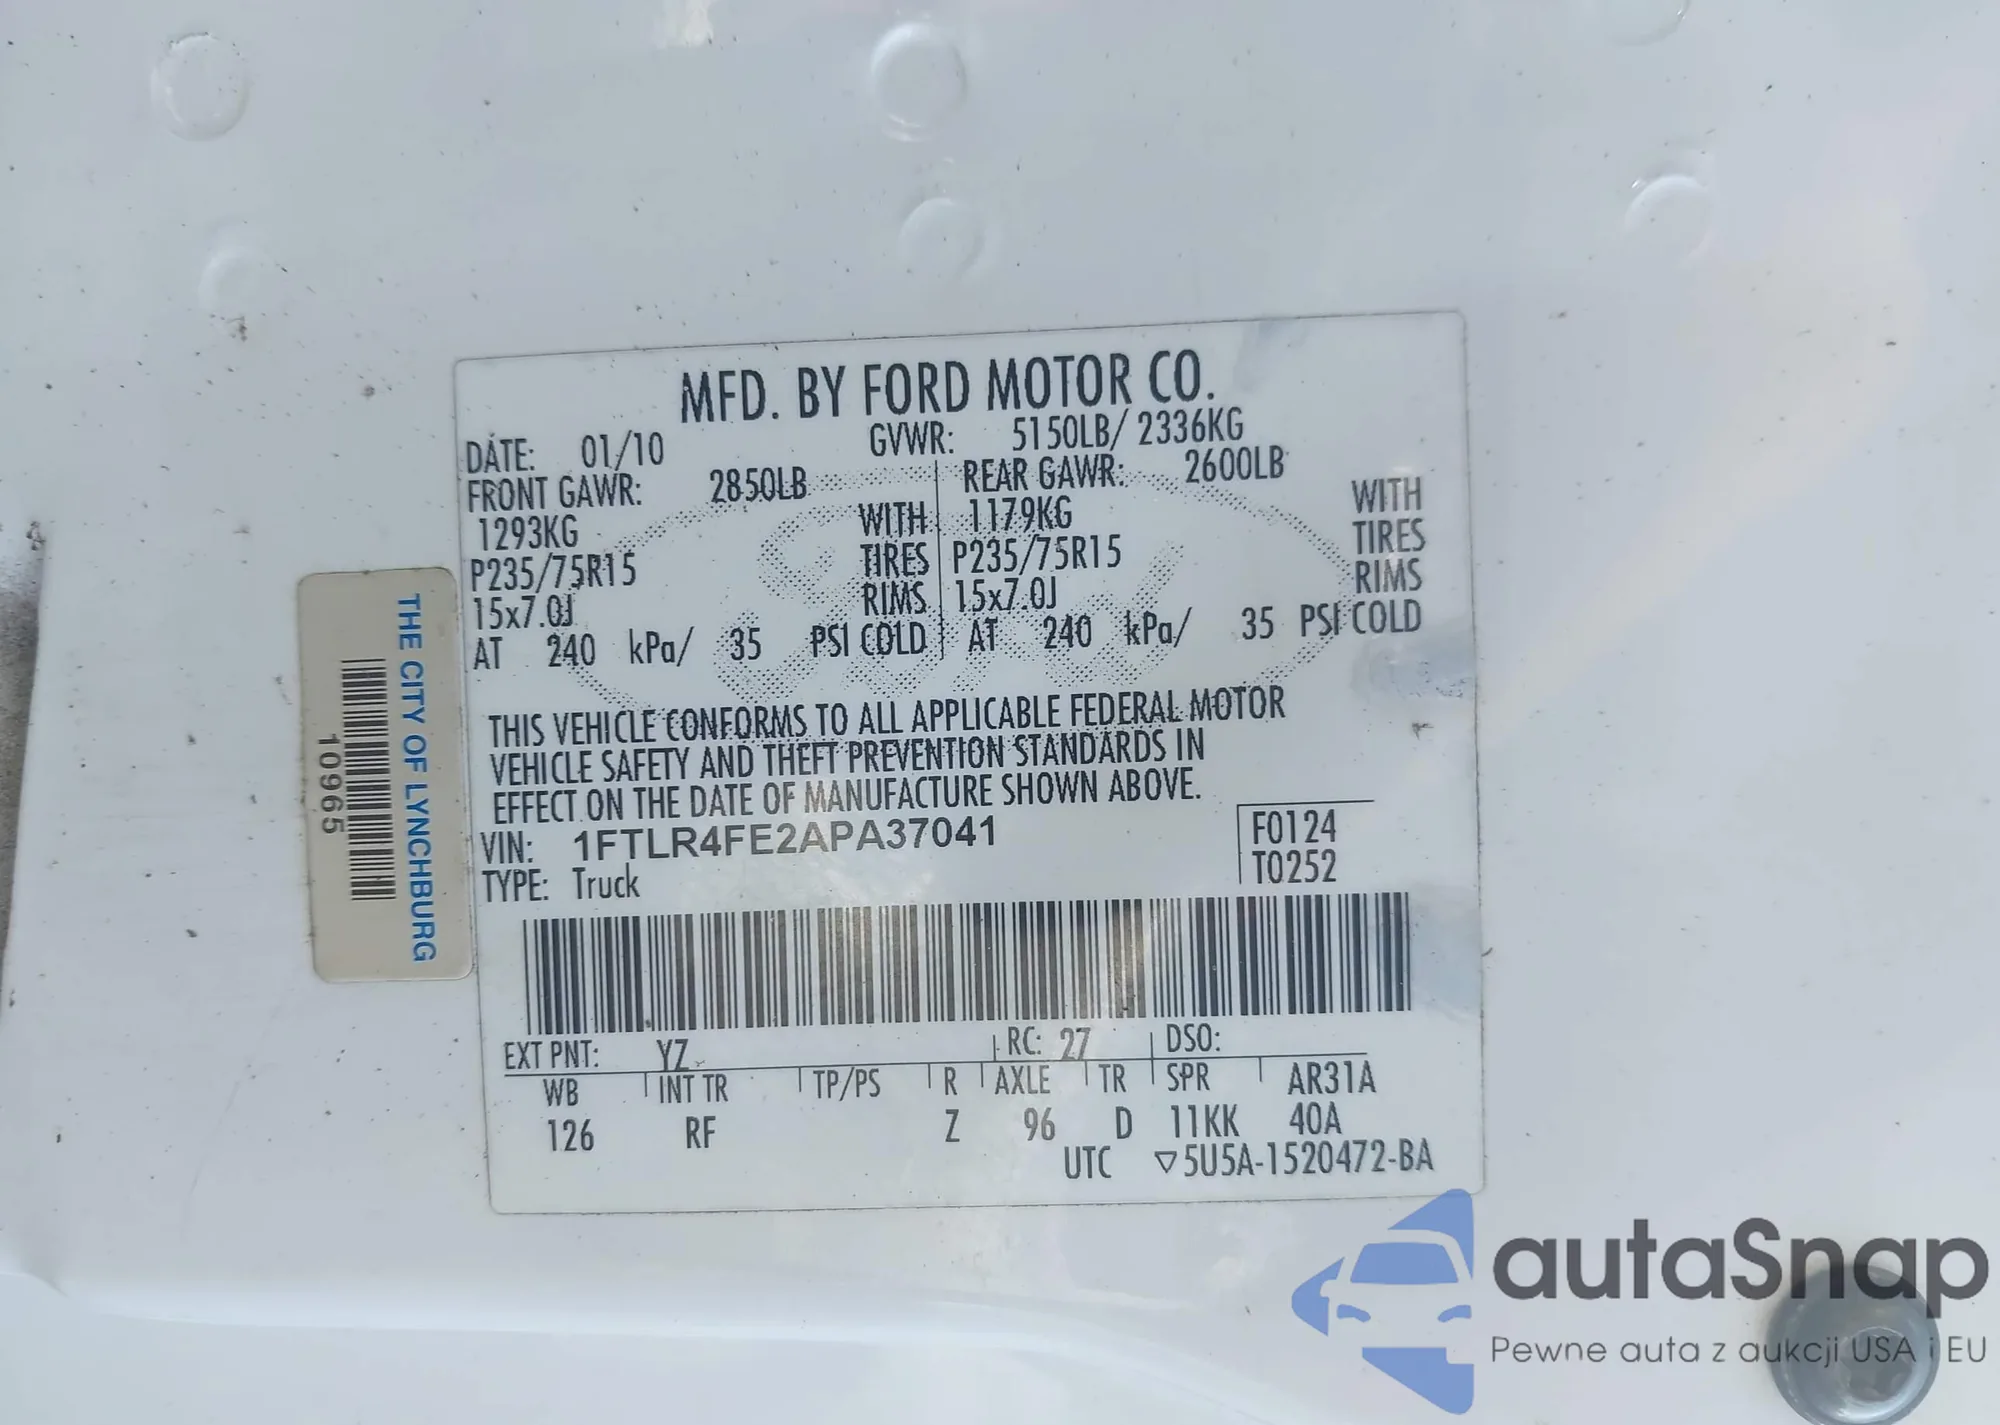 MFD. BY FORD MOTOR CO.
DATE: 01/10 GVWR: 5150LB/ 2336KG
FRONT GAWR: 2850LB REAR GAWR: 2600LB
1293KG WITH 1179KG WITH
P235/75R15 TIRES P235/75R15 TIRES
15x7.0J RIMS 15x7.0J RIMS
AT 240 kPa/ 35 PSI COLD AT 240 kPa/ 35 PSI COLD
THIS VEHICLE CONFORMS TO ALL APPLICABLE FEDERAL MOTOR
VEHICLE SAFETY AND THEFT PREVENTION STANDARDS IN
EFFECT ON THE DATE OF MANUFACTURE SHOWN ABOVE.
VIN: 1FTLR4FE2APA37041 F0124
TYPE: Truck T0252
EXT PNT: YZ RC: 27 DSO:
WB INT TR TP/PS R AXLE TR SPR AR31A
126 RF Z 96 D 11KK 40A
UTC ▽5U5A-1520472-BA
THE CITY OF LYNCHBURG
10965
autaSnap
Pewne auta z aukcji USA i EU